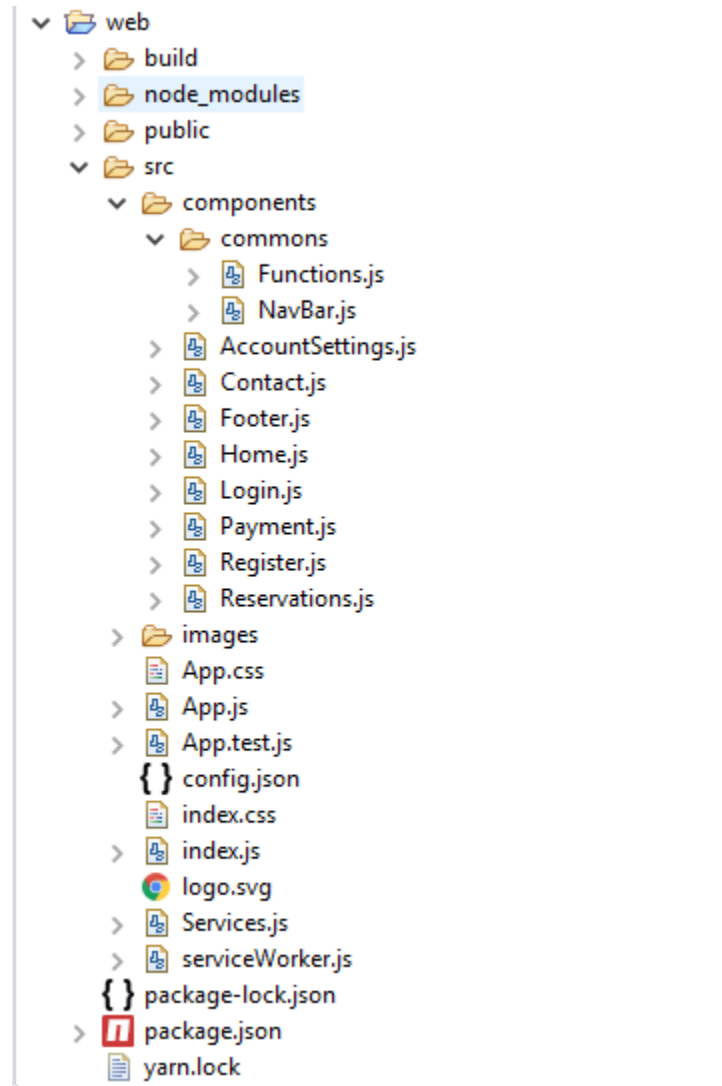 web
build
node_modules
public
src
components
commons
Functions.js
NavBar.js
AccountSettings.js
Contact.js
Footer.js
Home.js
Login.js
Payment.js
Register.js
Reservations.js
images
App.css
App.js
App.test.js
{ } config.json
index.css
index.js
logo.svg
Services.js
serviceWorker.js
{ } package-lock.json
package.json
yarn.lock